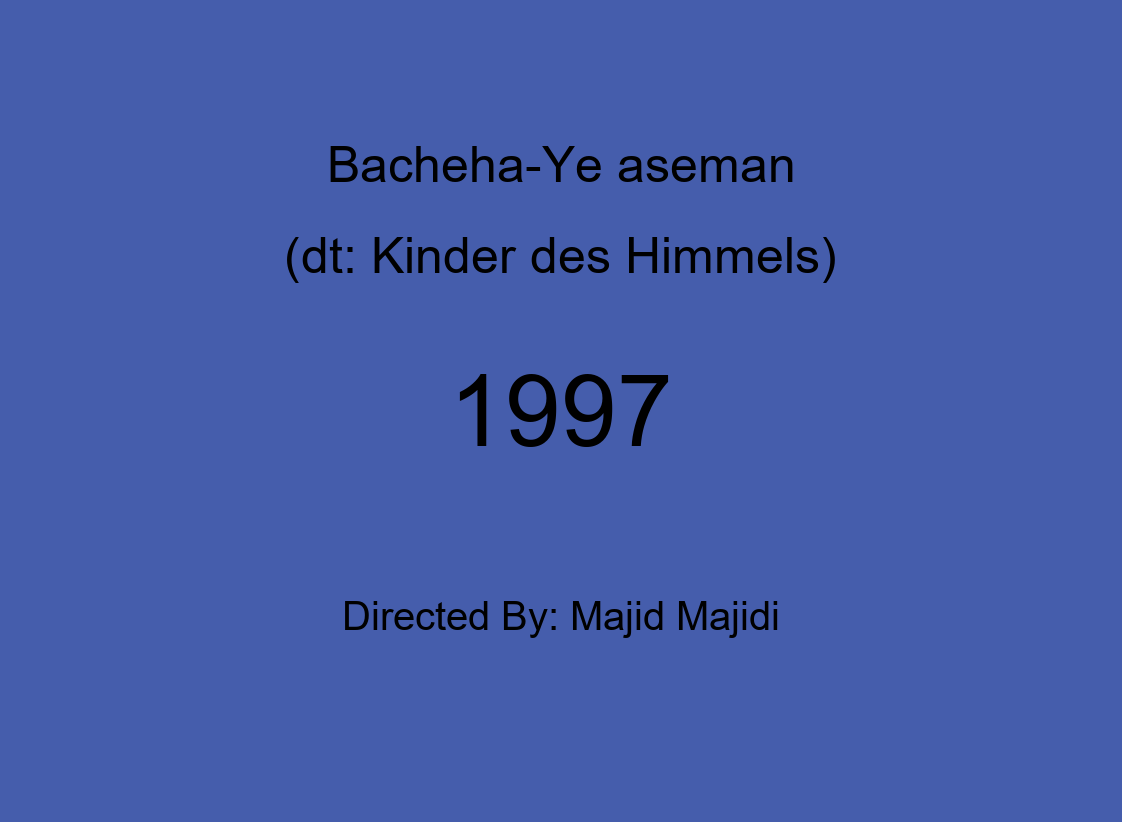 Bacheha-Ye aseman
(dt: Kinder des Himmels)
1997
Directed By: Majid Majidi